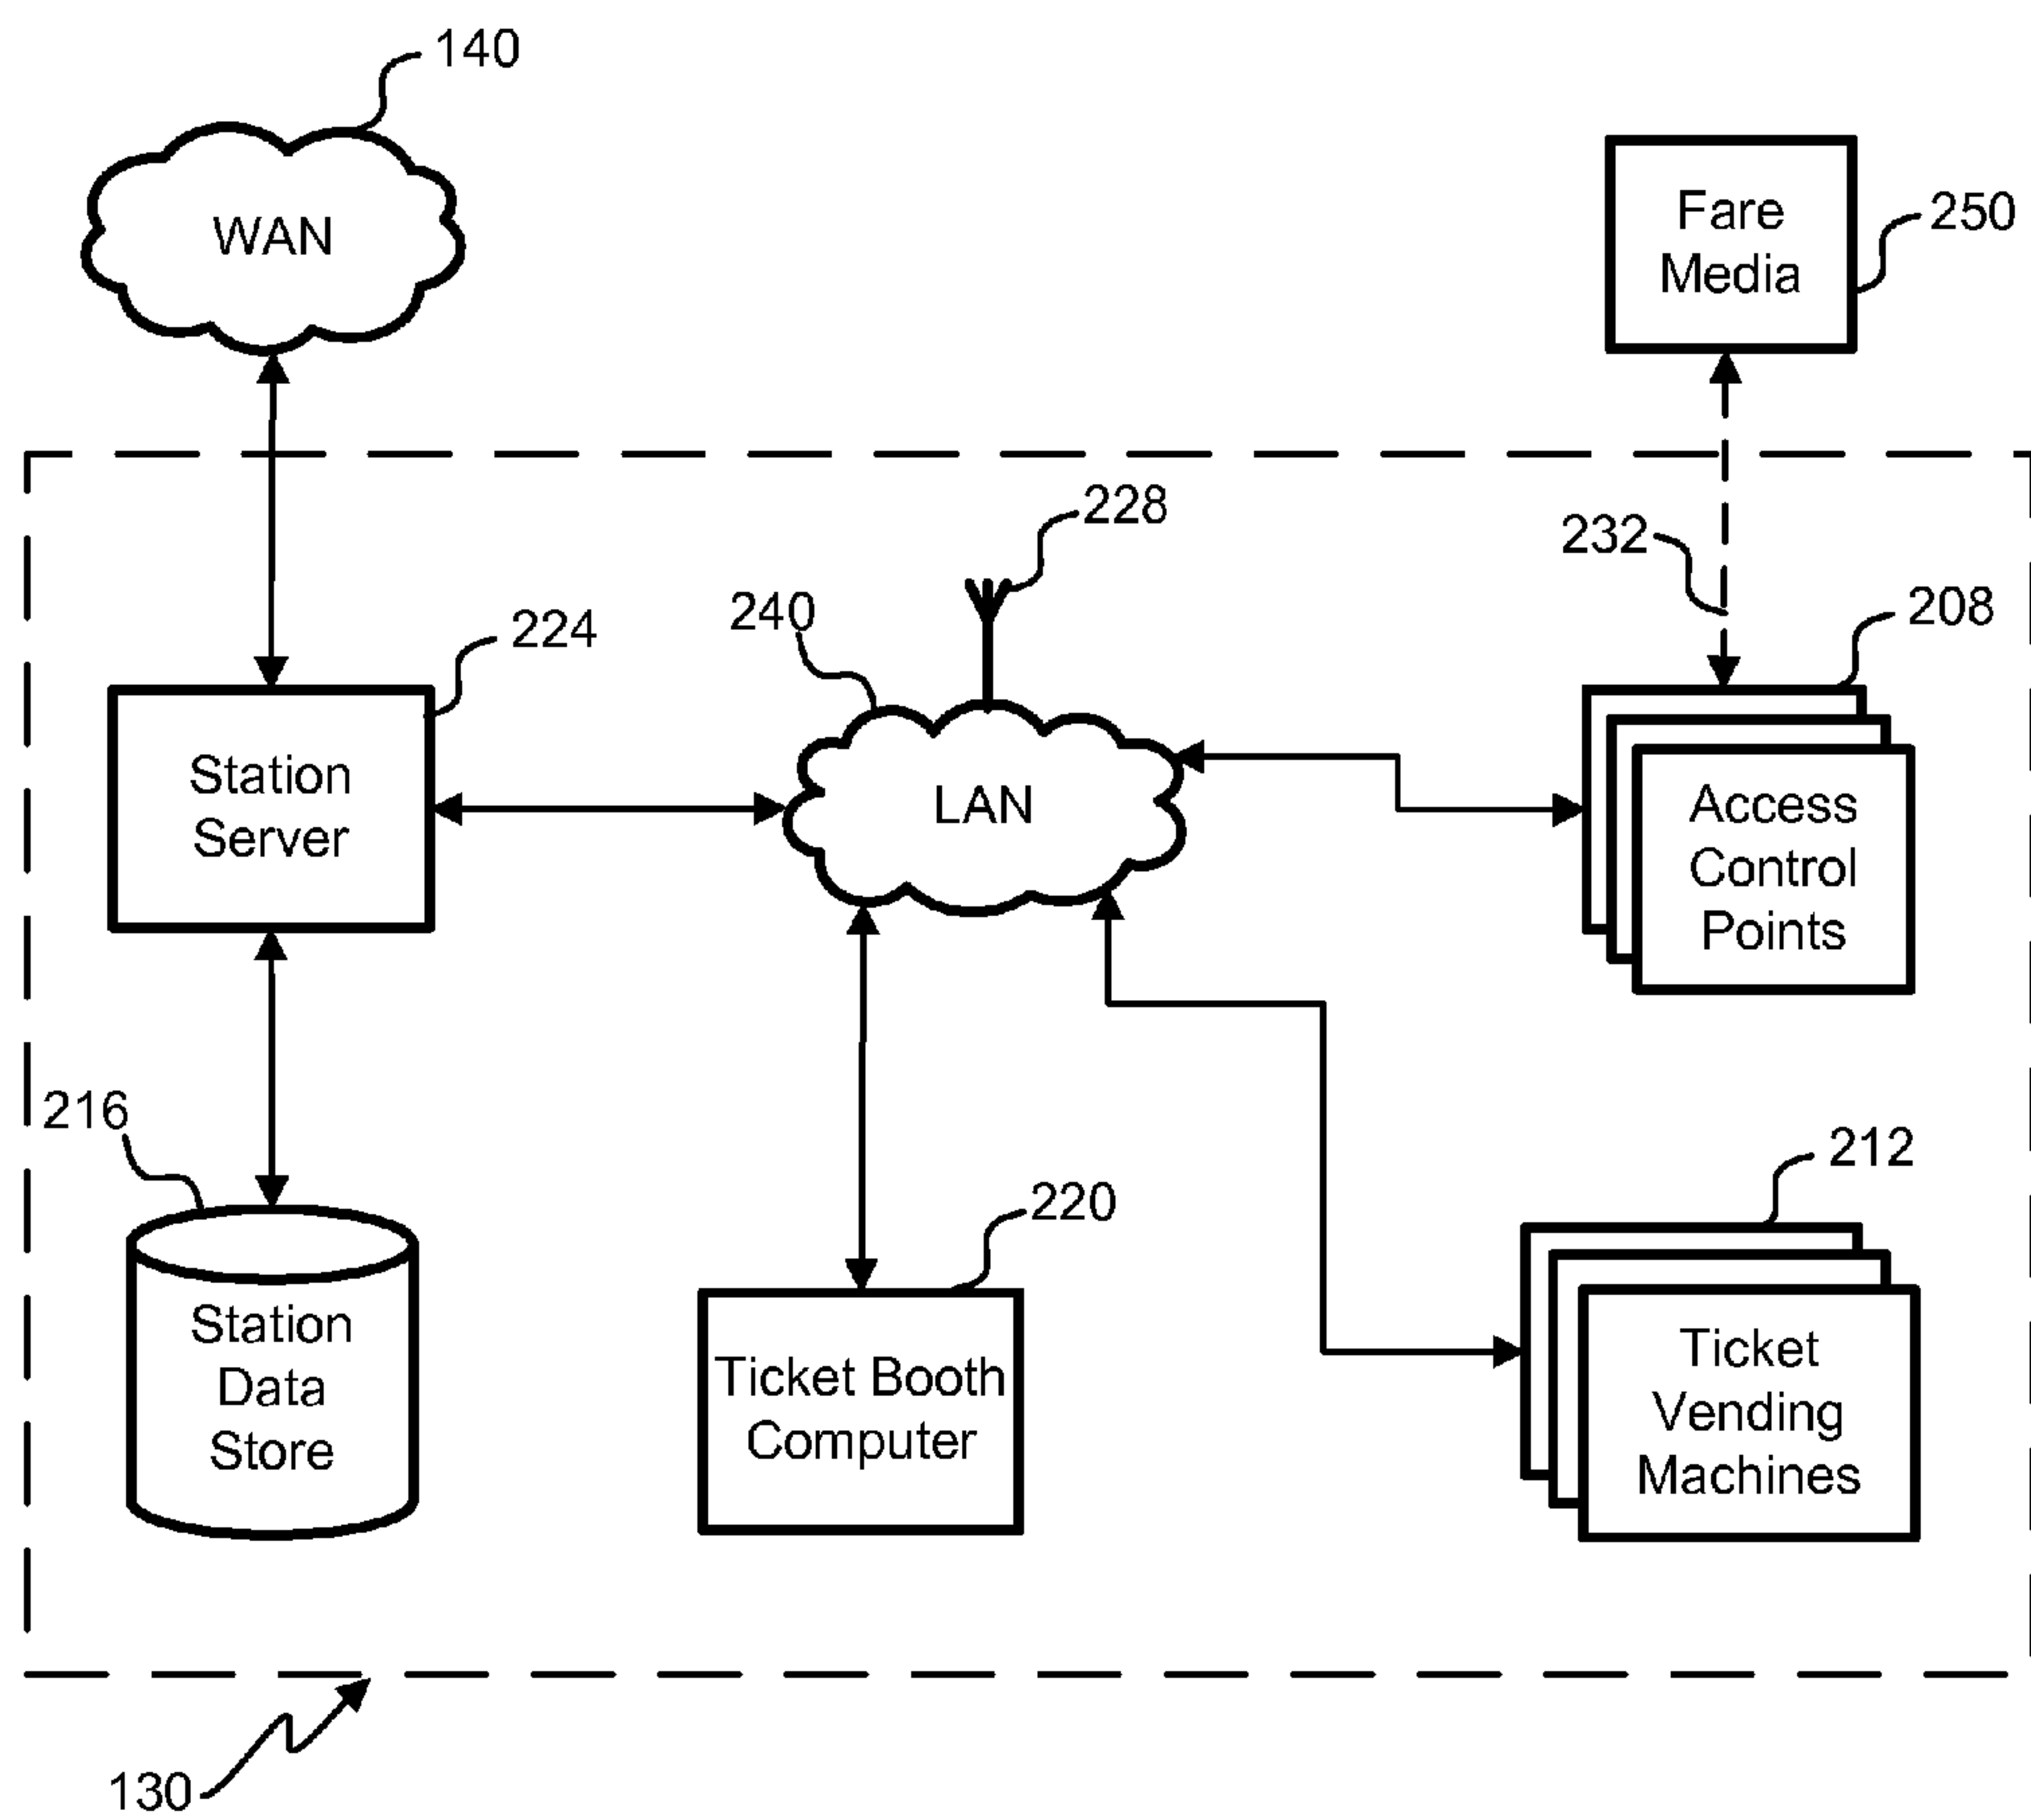 140
WAN
Fare
Media
250
228
232
208
240
224
Station
Server
LAN
Access
Control
Points
216
212
220
Station
Data
Store
Ticket Booth
Computer
Ticket
Vending
Machines
130